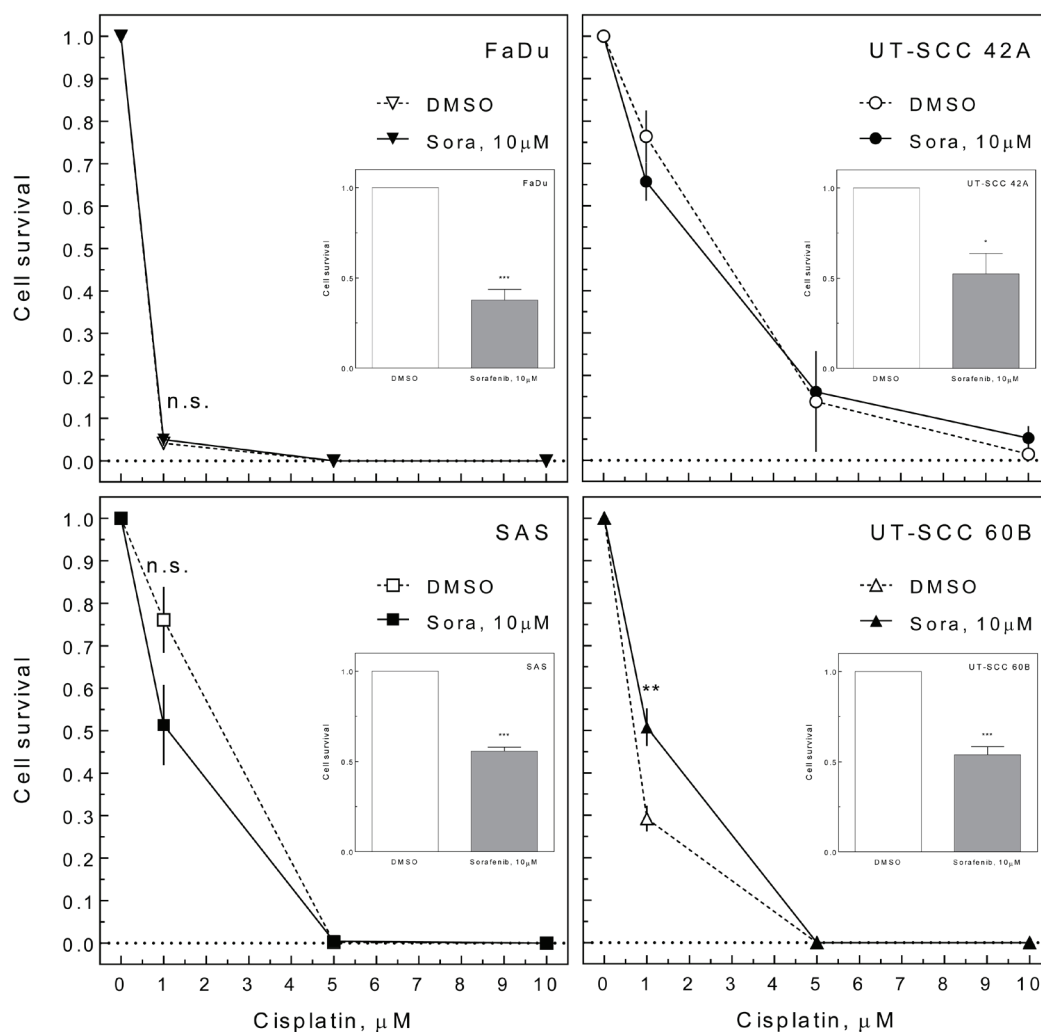 FaDu
DMSO
Sora, 10μM
n.s.
Cell survival
1.0
0.9
0.8
0.7
0.6
0.5
0.4
0.3
0.2
0.1
0.0
FaDu
Cell survival
1.0
0.5
0.0
***
DMSO
Sorafenib, 10μM
UT-SCC 42A
DMSO
Sora, 10μM
UT-SCC 42A
Cell survival
1.0
0.5
0.0
*
DMSO
Sorafenib, 10μM
SAS
n.s.
DMSO
Sora, 10μM
Cell survival
1.0
0.9
0.8
0.7
0.6
0.5
0.4
0.3
0.2
0.1
0.0
SAS
Cell survival
1.0
0.5
0.0
***
DMSO
Sorafenib, 10μM
0 1 2 3 4 5 6 7 8 9 10
Cisplatin, μM
UT-SCC 60B
DMSO
Sora, 10μM
**
UT-SCC 60B
Cell survival
1.0
0.5
0.0
***
DMSO
Sorafenib, 10μM
0 1 2 3 4 5 6 7 8 9 10
Cisplatin, μM